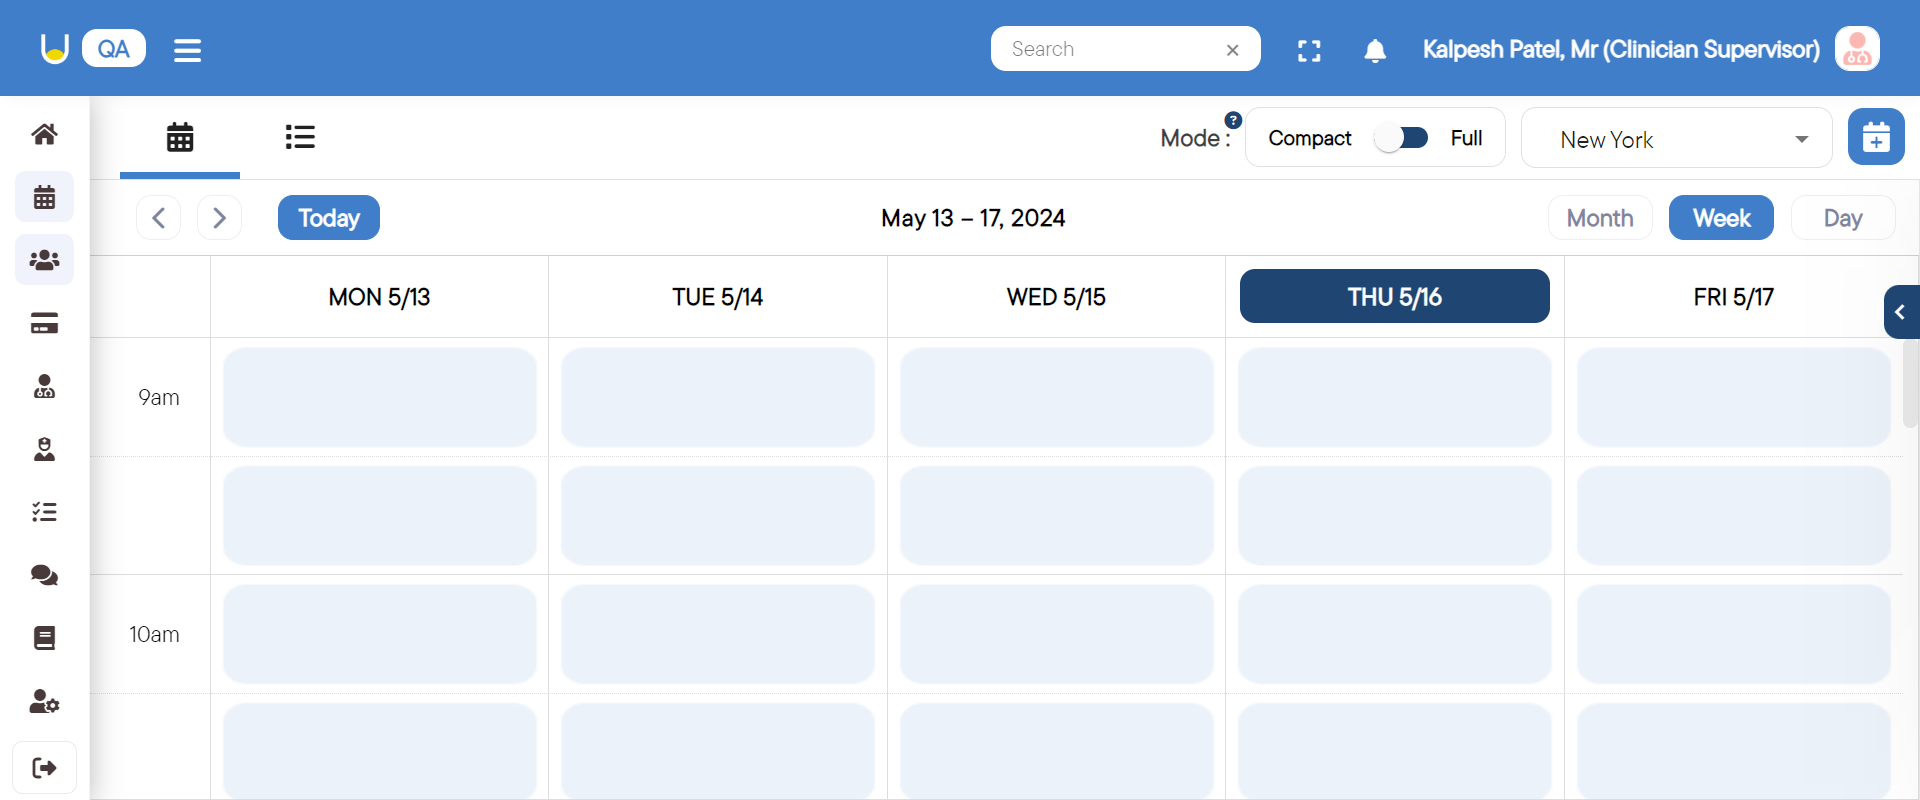 QA
Search
Kalpesh Patel, Mr (Clinician Supervisor)
Mode :
?
Compact
Full
New York
Today
May 13 – 17, 2024
Month
Week
Day
MON 5/13
TUE 5/14
WED 5/15
THU 5/16
FRI 5/17
9am
10am